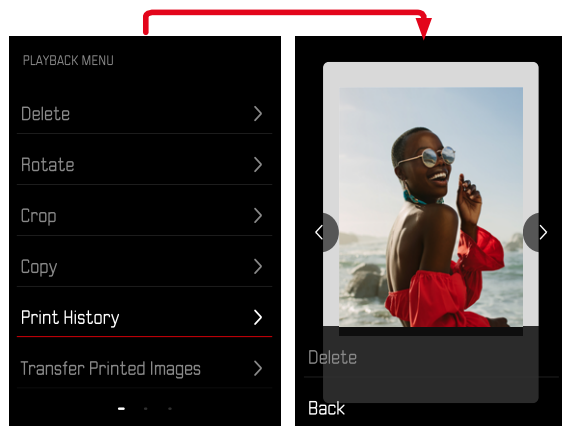 PLAYBACK MENU
Delete
Rotate
Crop
Copy
Print History
Transfer Printed Images
Delete
Back